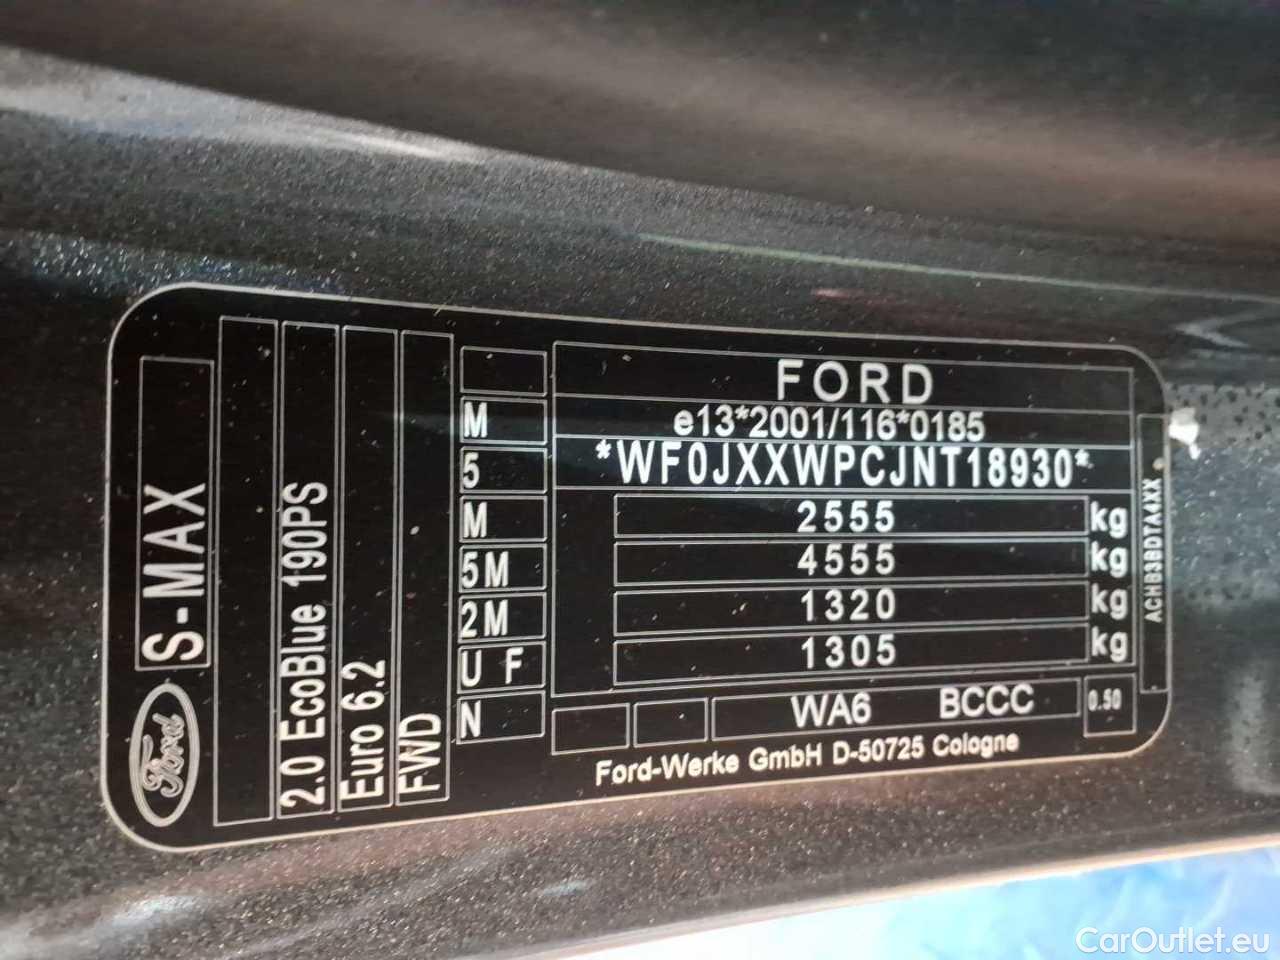 Ford
S-MAX
2.0 EcoBlue 190PS
Euro 6.2
FWD
M
5
M
5M
2M
U F
N
FORD
e13*2001/116*0185
*WF0JXXWPCJNT18930*
2555 kg
4555 kg
1320 kg
1305 kg
WA6 BCCC 0.50
Ford-Werke GmbH D-50725 Cologne
ACHB3BDTA4XX
CarOutlet.eu